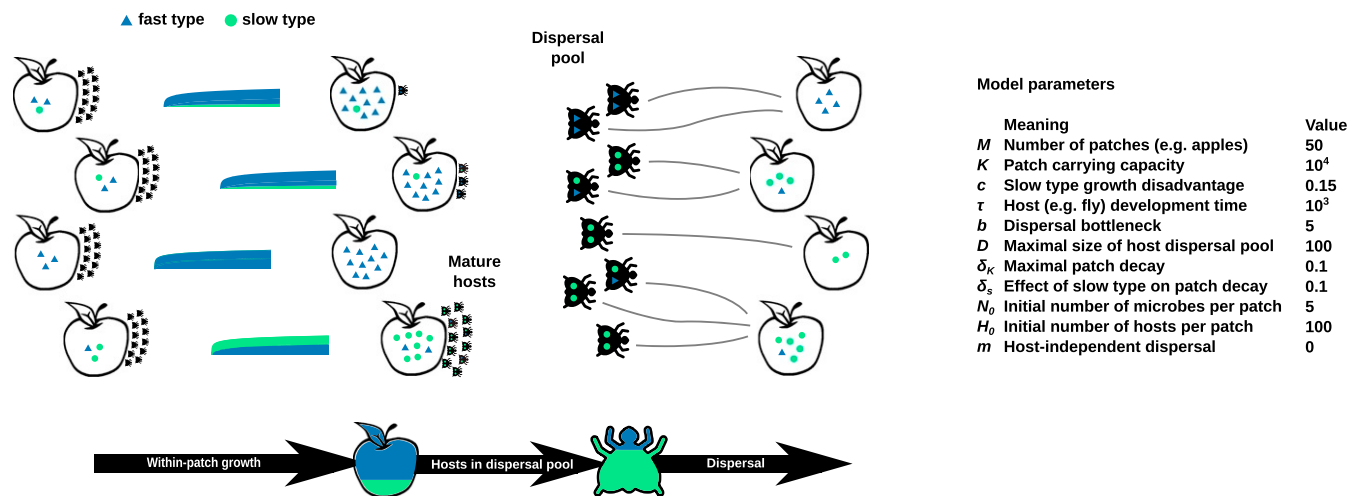 fast type slow type
Dispersal
pool
Mature
hosts
Within-patch growth Hosts in dispersal pool Dispersal
Model parameters
Meaning Value
M Number of patches (e.g. apples) 50
K Patch carrying capacity 10⁴
c Slow type growth disadvantage 0.15
τ Host (e.g. fly) development time 10³
b Dispersal bottleneck 5
D Maximal size of host dispersal pool 100
δK Maximal patch decay 0.1
δs Effect of slow type on patch decay 0.1
N0 Initial number of microbes per patch 5
H0 Initial number of hosts per patch 100
m Host-independent dispersal 0